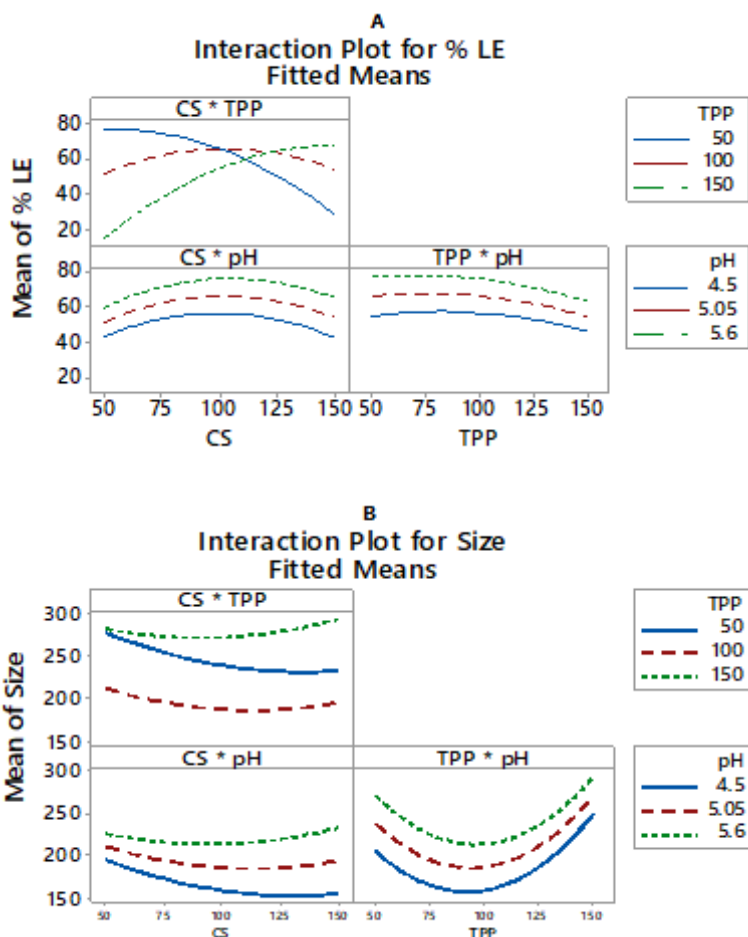 A
Interaction Plot for % LE
Fitted Means
CS * TPP
80
60
40
20
TPP
50
100
150
Mean of % LE
CS * pH
TPP * pH
80
60
40
20
pH
4.5
5.05
5.6
50 75 100 125 150 50 75 100 125 150
CS
TPP
B
Interaction Plot for Size
Fitted Means
CS * TPP
300
250
200
150
TPP
50
100
150
Mean of Size
CS * pH
TPP * pH
300
250
200
150
pH
4.5
5.05
5.6
50 75 100 125 150 50 75 100 125 150
CS
TPP